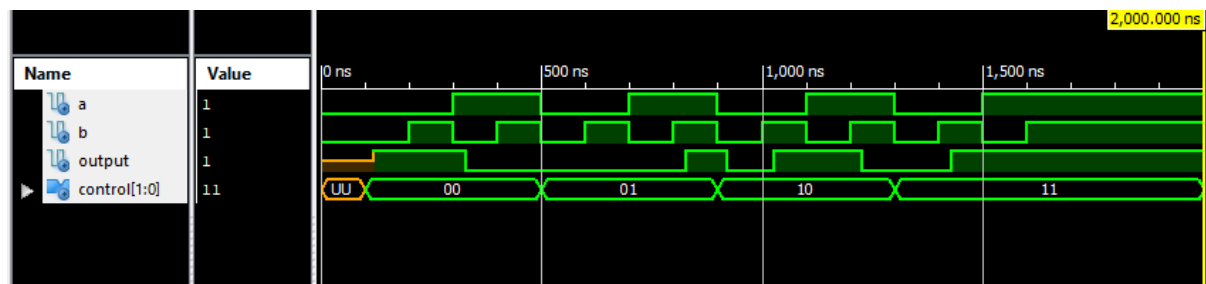 2,000.000 ns
Name Value 0 ns 500 ns 1,000 ns 1,500 ns
a 1
b 1
output 1
control[1:0] 11 UU 00 01 10 11